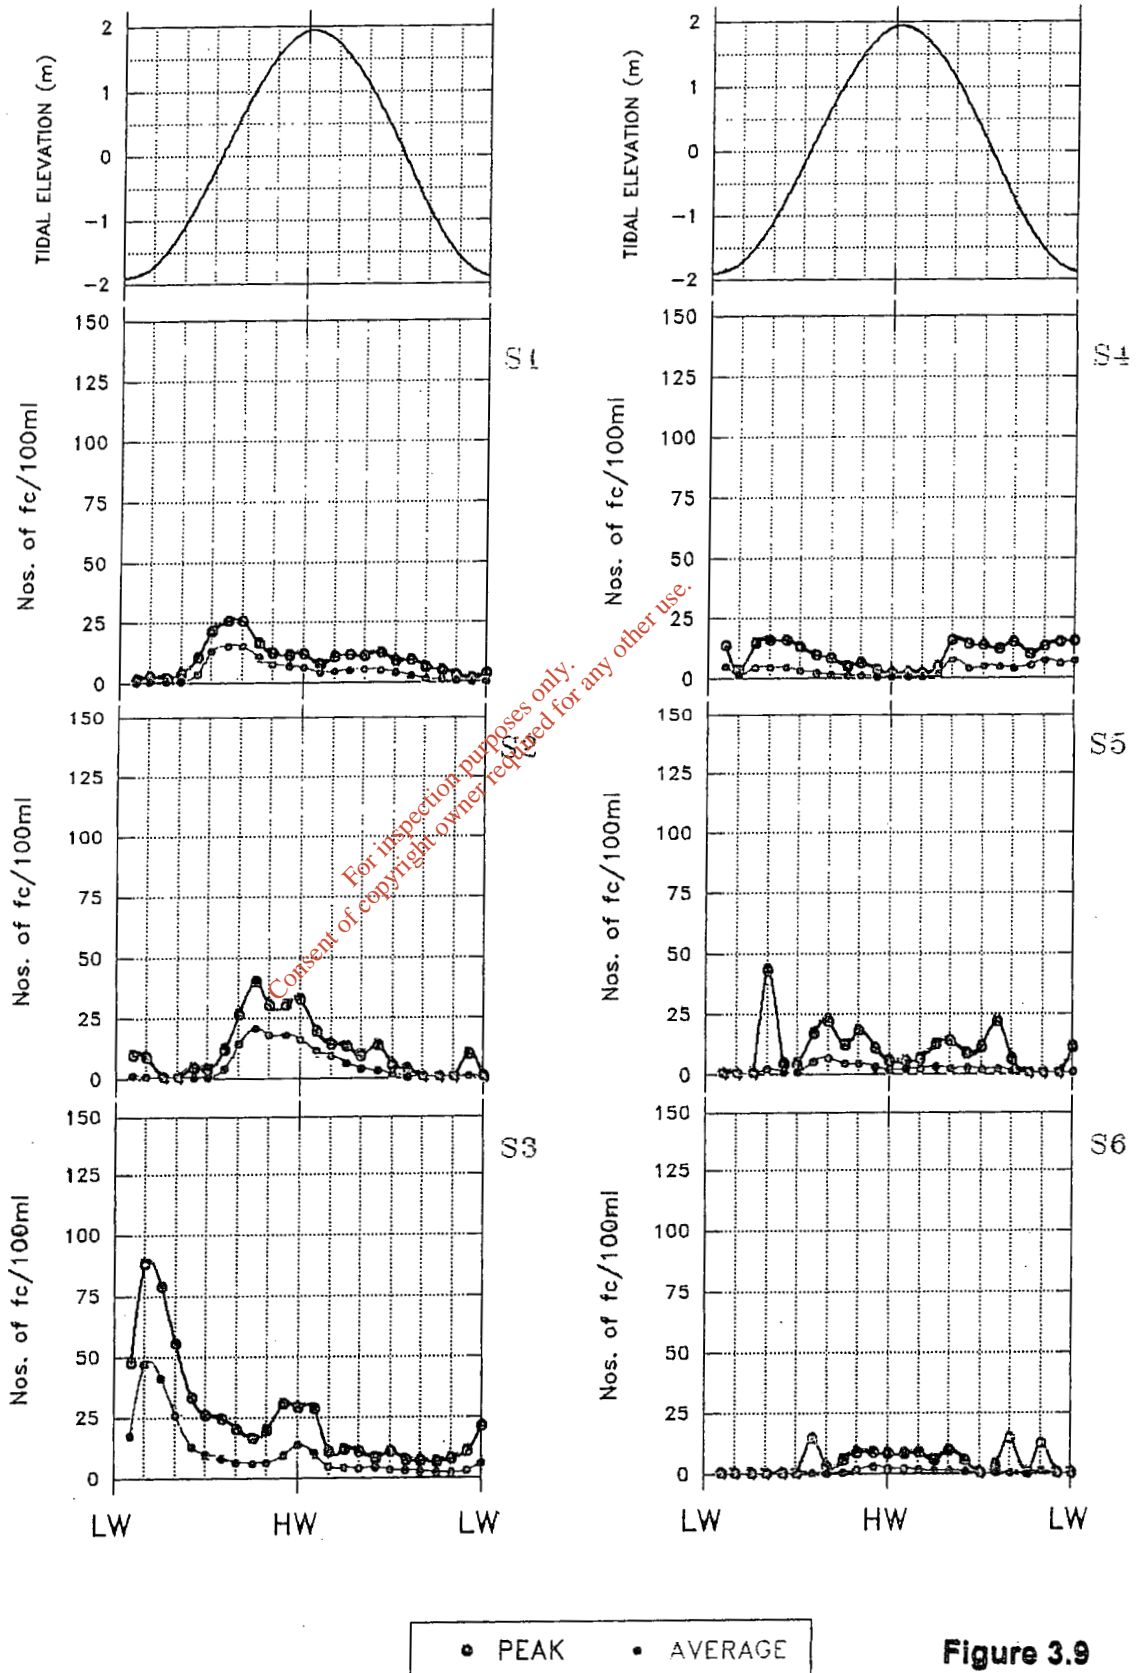 2
1
0
-1
-2
TIDAL ELEVATION (m)
2
1
0
-1
-2
TIDAL ELEVATION (m)
150
125
100
75
50
25
0
Nos. of fc/100ml
S1
150
125
100
75
50
25
0
Nos. of fc/100ml
S4
150
125
100
75
50
25
0
Nos. of fc/100ml
S2
150
125
100
75
50
25
0
Nos. of fc/100ml
S5
150
125
100
75
50
25
0
Nos. of fc/100ml
S3
150
125
100
75
50
25
0
Nos. of fc/100ml
S6
LW HW LW
LW HW LW
For inspection purposes only.
Consent of copyright owner required for any other use.
PEAK AVERAGE
Figure 3.9